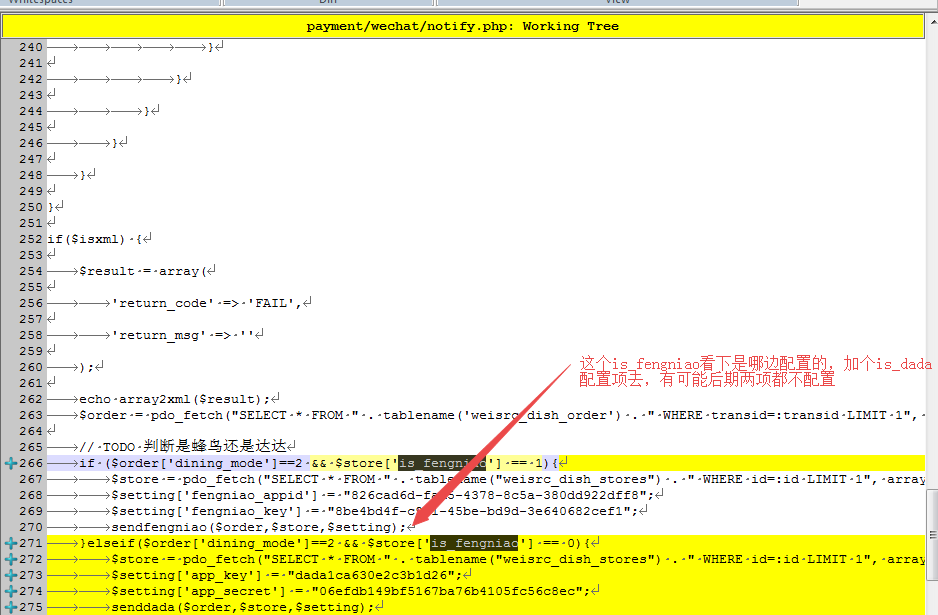 Whitespaces Diff View
payment/wechat/notify.php: Working Tree
240 }
241
242 }
243
244 }
245
246 }
247
248 }
249
250 }
251
252 if($isxml) {
253
254 $result = array(
255
256 'return_code' => 'FAIL',
257
258 'return_msg' => ''
259
260 );
261
262 echo array2xml($result);
263 $order = pdo_fetch("SELECT * FROM " . tablename('weisrc_dish_order') . " WHERE transid=:transid LIMIT 1",
264
265 // TODO 判断是蜂鸟还是达达
266 if ($order['dining_mode']==2 && $store['is_fengniao'] == 1){
267 $store = pdo_fetch("SELECT * FROM " . tablename("weisrc_dish_stores") . " WHERE id=:id LIMIT 1", array
268 $setting['fengniao_appid'] = "826cad6d- -4378-8c5a-380dd922dff8";
269 $setting['fengniao_key'] = "8be4bd4f- -45be-bd9d-3e640682cef1";
270 sendfengniao($order,$store,$setting);
271 }elseif($order['dining_mode']==2 && $store['is_fengniao'] == 0){
272 $store = pdo_fetch("SELECT * FROM " . tablename("weisrc_dish_stores") . " WHERE id=:id LIMIT 1", array
273 $setting['app_key'] = "dada1ca630e2c3b1d26";
274 $setting['app_secret'] = "06efdb149bf5167ba76b4105fc56c8ec";
275 senddada($order,$store,$setting);
这个is_fengniao看下是哪边配置的，加个is_dada
配置项去，有可能后期两项都不配置